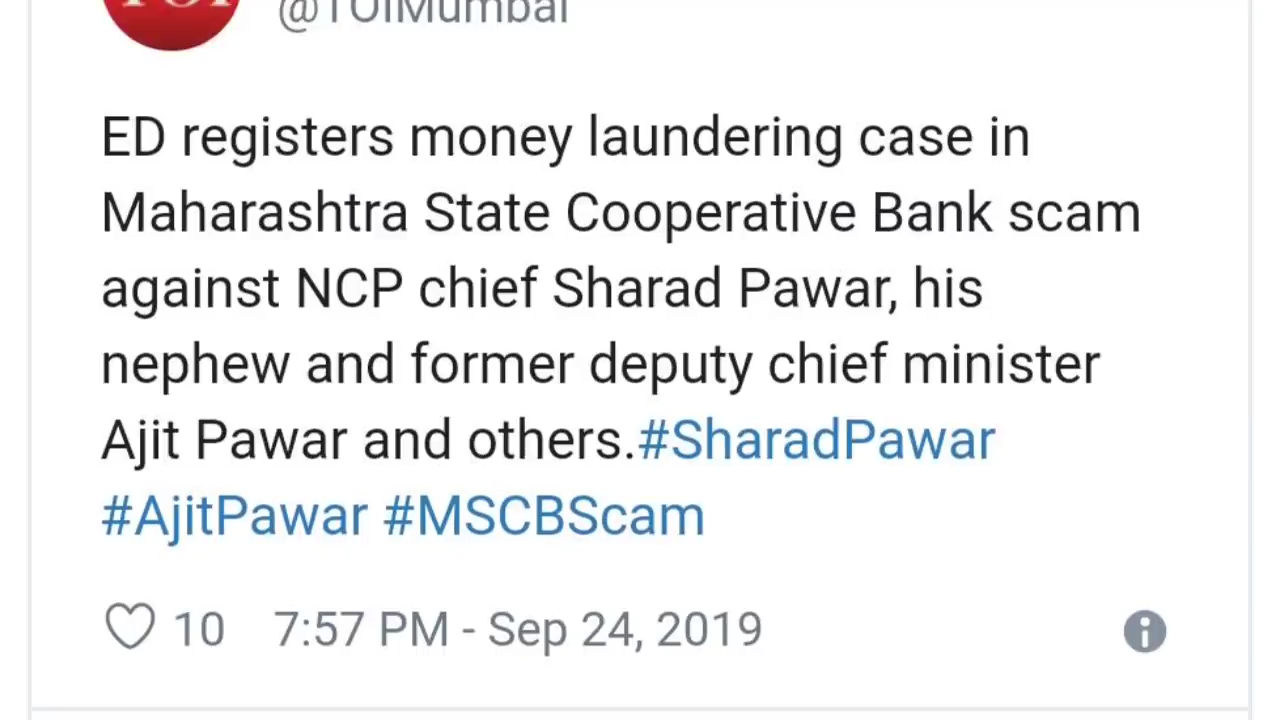 TOI
@TOIMumbai
ED registers money laundering case in
Maharashtra State Cooperative Bank scam
against NCP chief Sharad Pawar, his
nephew and former deputy chief minister
Ajit Pawar and others.#SharadPawar
#AjitPawar #MSCBScam
10 7:57 PM - Sep 24, 2019